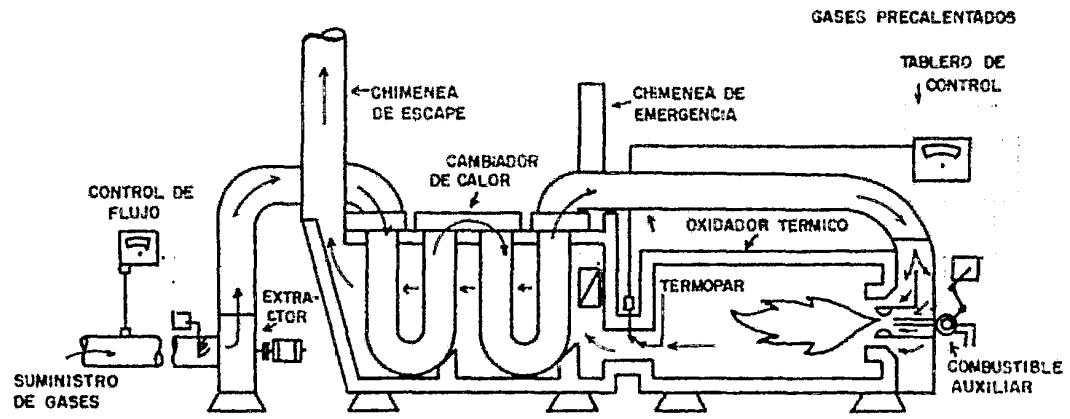 GASES PRECALENTADOS
TABLERO DE
CONTROL
CHIMENEA
DE ESCAPE
CHIMENEA DE
EMERGENCIA
CAMBIADOR
DE CALOR
CONTROL DE
FLUJO
OXIDADOR TERMICO
TERMOPAR
EXTRA-
CTOR
SUMINISTRO
DE GASES
COMBUSTIBLE
AUXILIAR